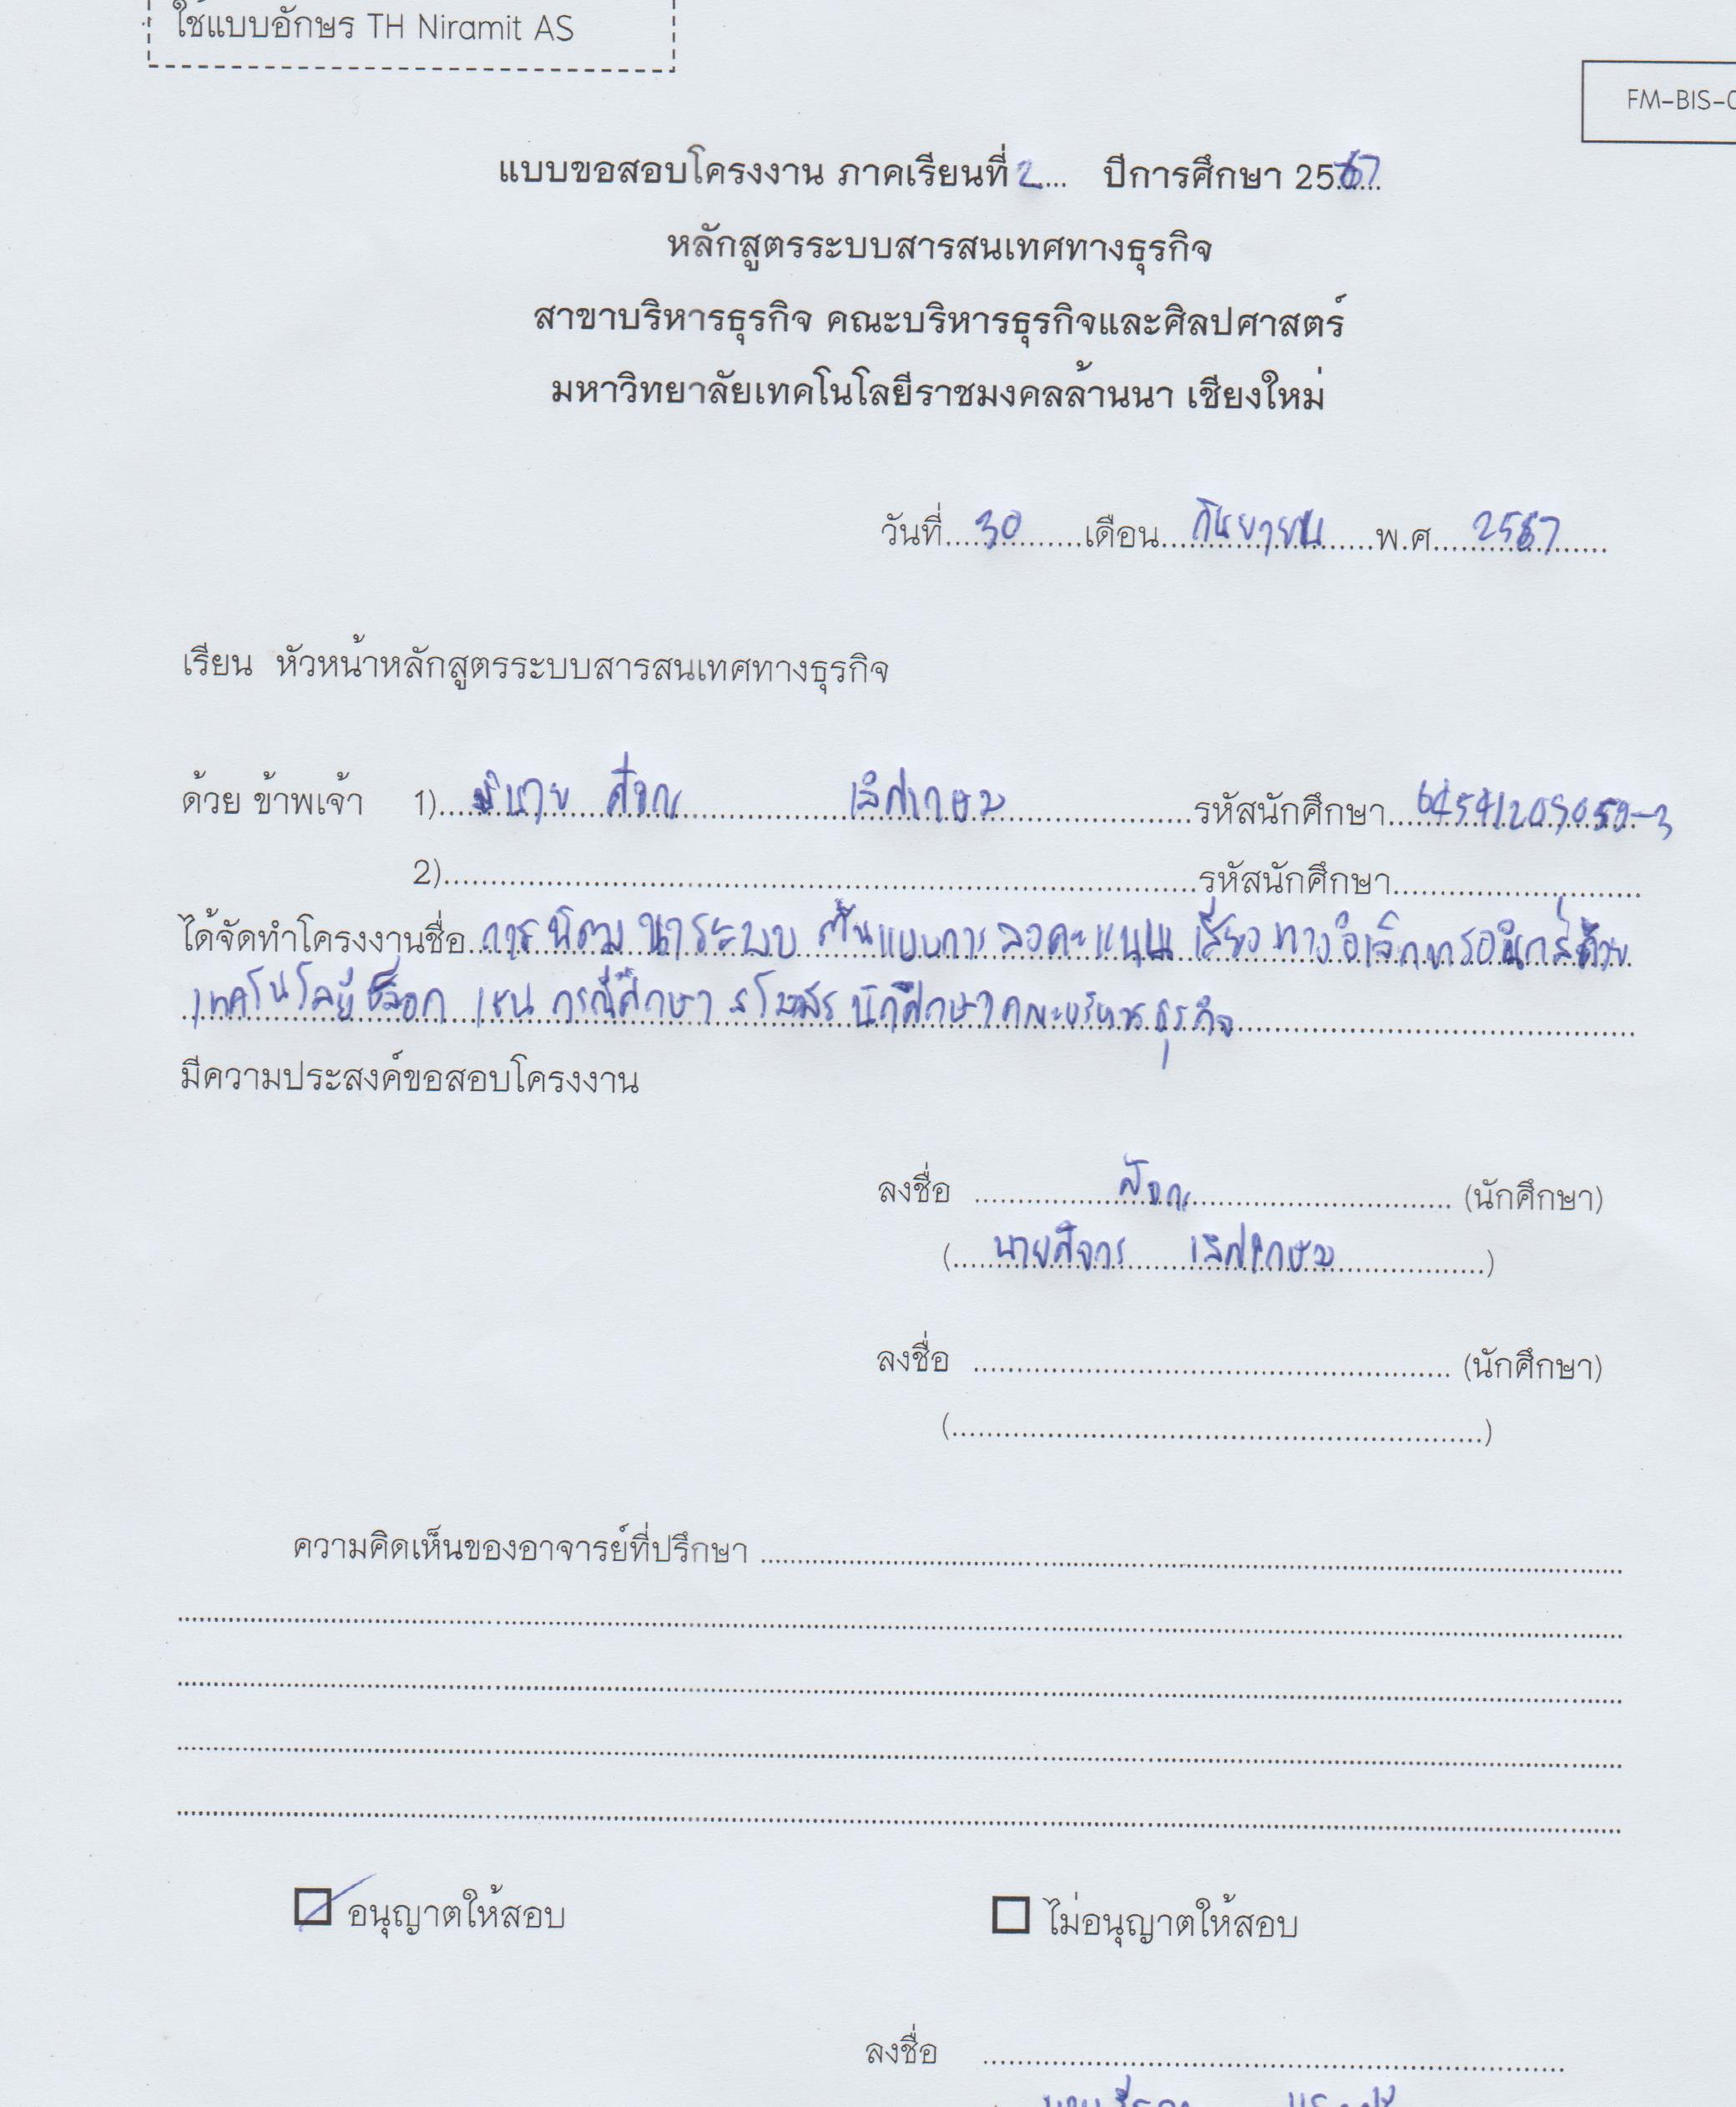 ใช้แบบอักษร TH Niramit AS
FM-BIS-0
แบบขอสอบโครงงาน ภาคเรียนที่ 2.... ปีการศึกษา 2567
หลักสูตรระบบสารสนเทศทางธุรกิจ
สาขาบริหารธุรกิจ คณะบริหารธุรกิจและศิลปศาสตร์
มหาวิทยาลัยเทคโนโลยีราชมงคลล้านนา เชียงใหม่
วันที่ 30 เดือน กันยายน พ.ศ. 2567
เรียน หัวหน้าหลักสูตรระบบสารสนเทศทางธุรกิจ
ด้วย ข้าพเจ้า 1) นาย รหัสนักศึกษา
2) รหัสนักศึกษา
ได้จัดทำโครงงานชื่อ การพัฒนาระบบต้นแบบการลงคะแนนเสียงทางอิเล็กทรอนิกส์ด้วย
เทคโนโลยีบล็อกเชน กรณีศึกษา สโมสรนักศึกษาคณะบริหารธุรกิจ
มีความประสงค์ขอสอบโครงงาน
ลงชื่อ (นักศึกษา)
(นาย )
ลงชื่อ (นักศึกษา)
( )
ความคิดเห็นของอาจารย์ที่ปรึกษา
อนุญาตให้สอบ ไม่อนุญาตให้สอบ
ลงชื่อ